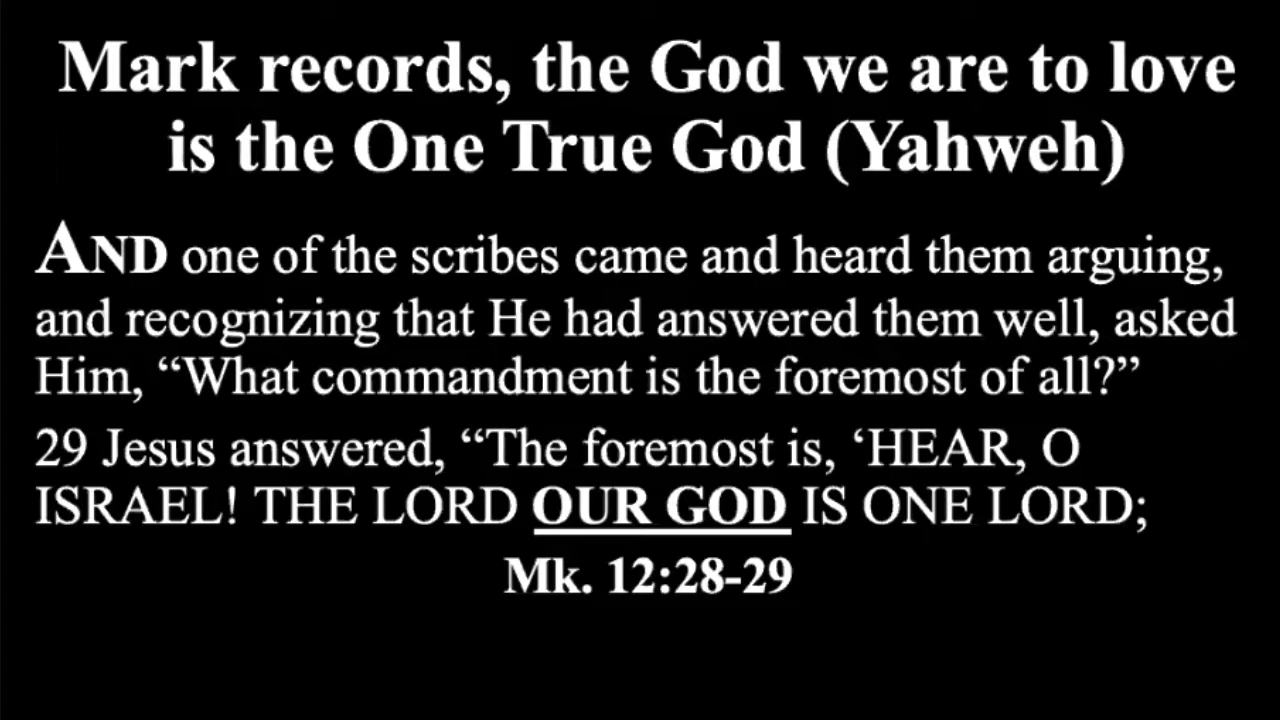 Mark records, the God we are to love
is the One True God (Yahweh)
AND one of the scribes came and heard them arguing,
and recognizing that He had answered them well, asked
Him, “What commandment is the foremost of all?”
29 Jesus answered, “The foremost is, ‘HEAR, O
ISRAEL! THE LORD OUR GOD IS ONE LORD;
Mk. 12:28-29